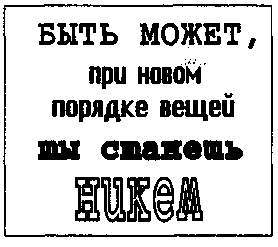 БЫТЬ МОЖЕТ,
при новом
порядке вещей
ты станешь
Никем